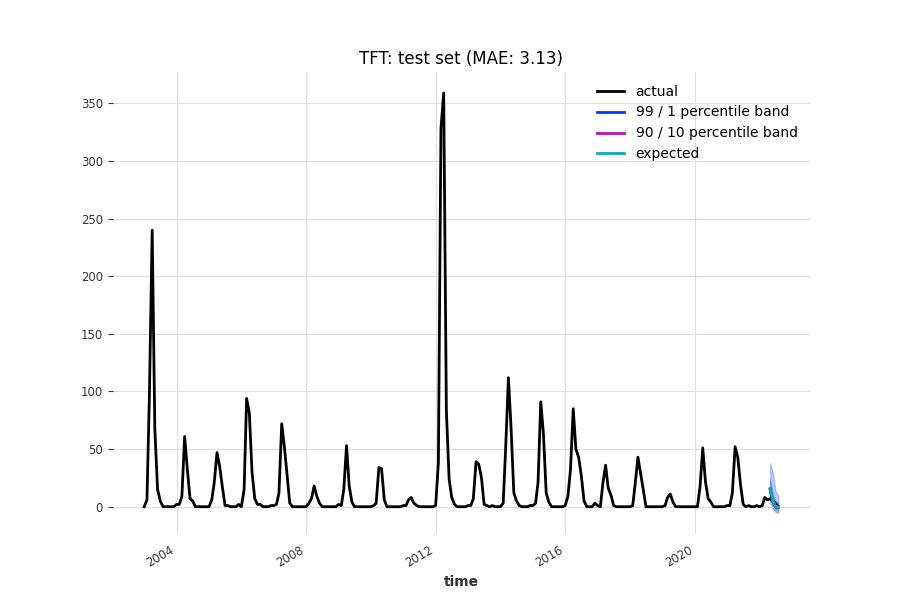 TFT: test set (MAE: 3.13)
actual
99 / 1 percentile band
90 / 10 percentile band
expected
350
300
250
200
150
100
50
0
2004
2008
2012
2016
2020
time